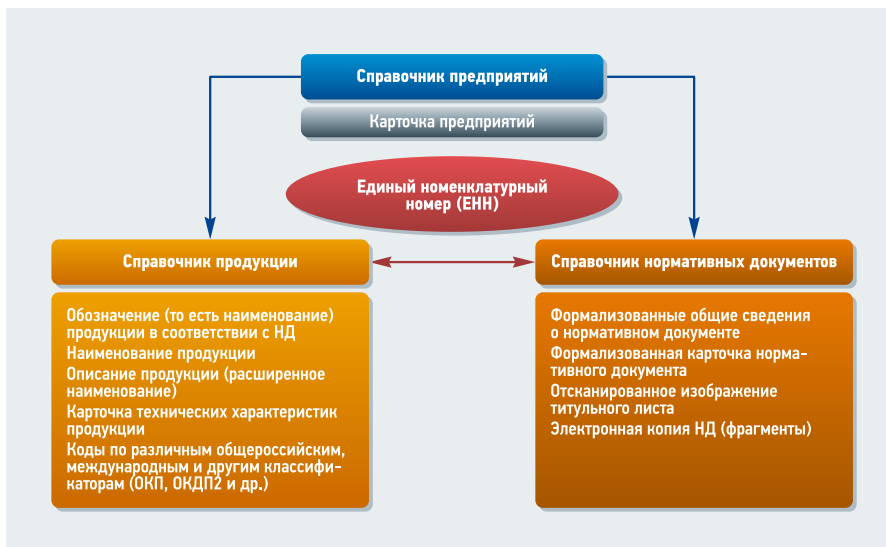 Справочник предприятий
Карточка предприятий
Единый номенклатурный
номер (ЕНН)
Справочник продукции
Справочник нормативных документов
Обозначение (то есть наименование)
продукции в соответствии с НД
Наименование продукции
Описание продукции (расширенное
наименование)
Карточка технических характеристик
продукции
Коды по различным общероссийским,
международным и другим классифи-
каторам (ОКП, ОКДП2 и др.)
Формализованные общие сведения
о нормативном документе
Формализованная карточка норма-
тивного документа
Отсканированное изображение
титульного листа
Электронная копия НД (фрагменты)